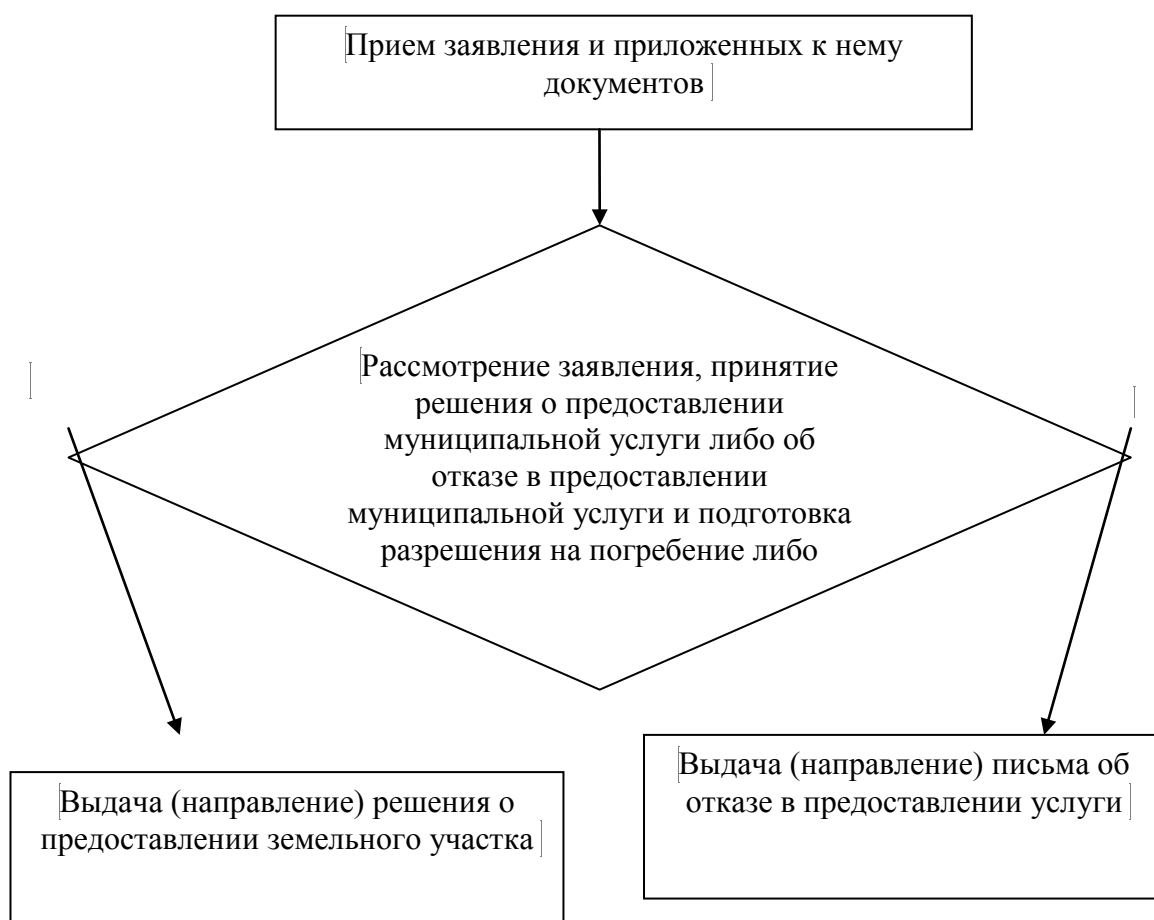 Прием заявления и приложенных к нему
документов
Рассмотрение заявления, принятие
решения о предоставлении
муниципальной услуги либо об
отказе в предоставлении
муниципальной услуги и подготовка
разрешения на погребение либо
Выдача (направление) решения о
предоставлении земельного участка
Выдача (направление) письма об
отказе в предоставлении услуги